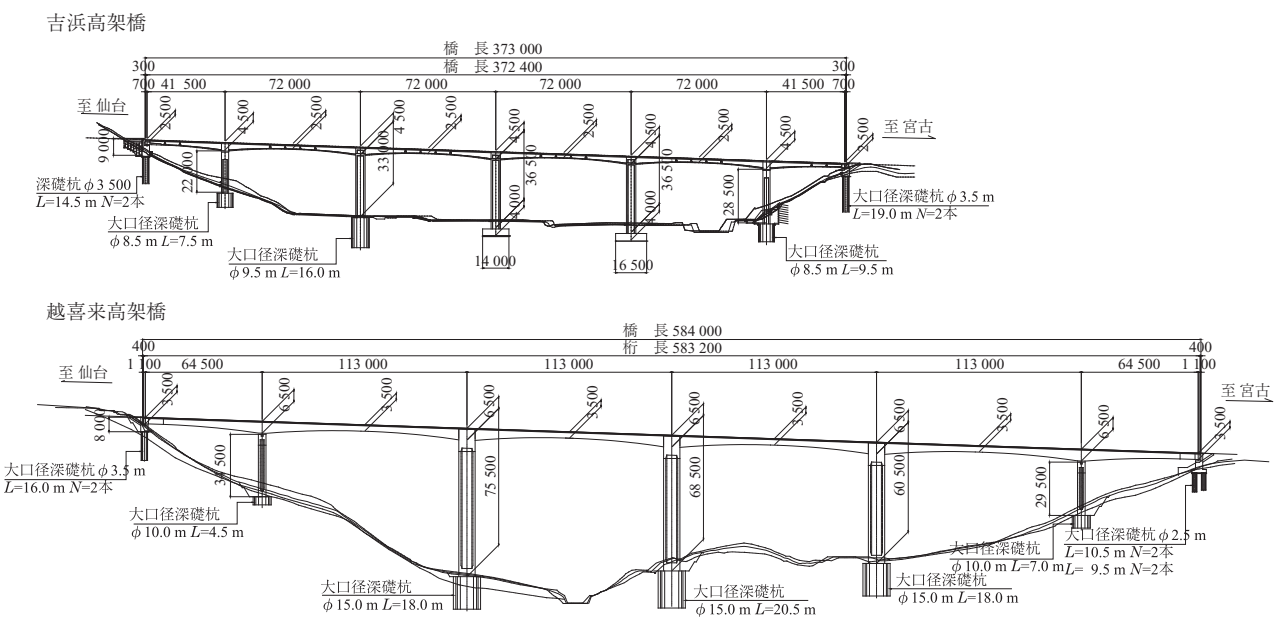 吉浜高架橋
橋 長 373 000
300 橋 長 372 400 300
700 41 500 72 000 72 000 72 000 72 000 41 500 700
至 仙台
至 宮古
2 500 4 500 2 500 4 500 2 500 4 500 2 500 4 500 2 500 4 500 2 500
9 000
33 000
36 500
36 500
28 500
4 000
4 000
深礎杭 φ 3 500
L=14.5 m N=2本
大口径深礎杭
φ 8.5 m L=7.5 m
大口径深礎杭
φ 9.5 m L=16.0 m
14 000
16 500
大口径深礎杭
φ 8.5 m L=9.5 m
大口径深礎杭 φ 3.5 m
L=19.0 m N=2本
越喜来高架橋
橋 長 584 000
400 桁 長 583 200 400
1 100 64 500 113 000 113 000 113 000 113 000 64 500 1 100
至 仙台
至 宮古
3 500 6 500 3 500 6 500 3 500 6 500 3 500 6 500 3 500 6 500 3 500
8 000
75 500
68 500
60 500
29 500
大口径深礎杭 φ 3.5 m
L=16.0 m N=2本
大口径深礎杭
φ 10.0 m L=4.5 m
大口径深礎杭
φ 15.0 m L=18.0 m
大口径深礎杭
φ 15.0 m L=20.5 m
大口径深礎杭
φ 15.0 m L=18.0 m
大口径深礎杭
φ 10.0 m L=7.0 m
大口径深礎杭 φ 2.5 m
L=10.5 m N=2本
L= 9.5 m N=2本